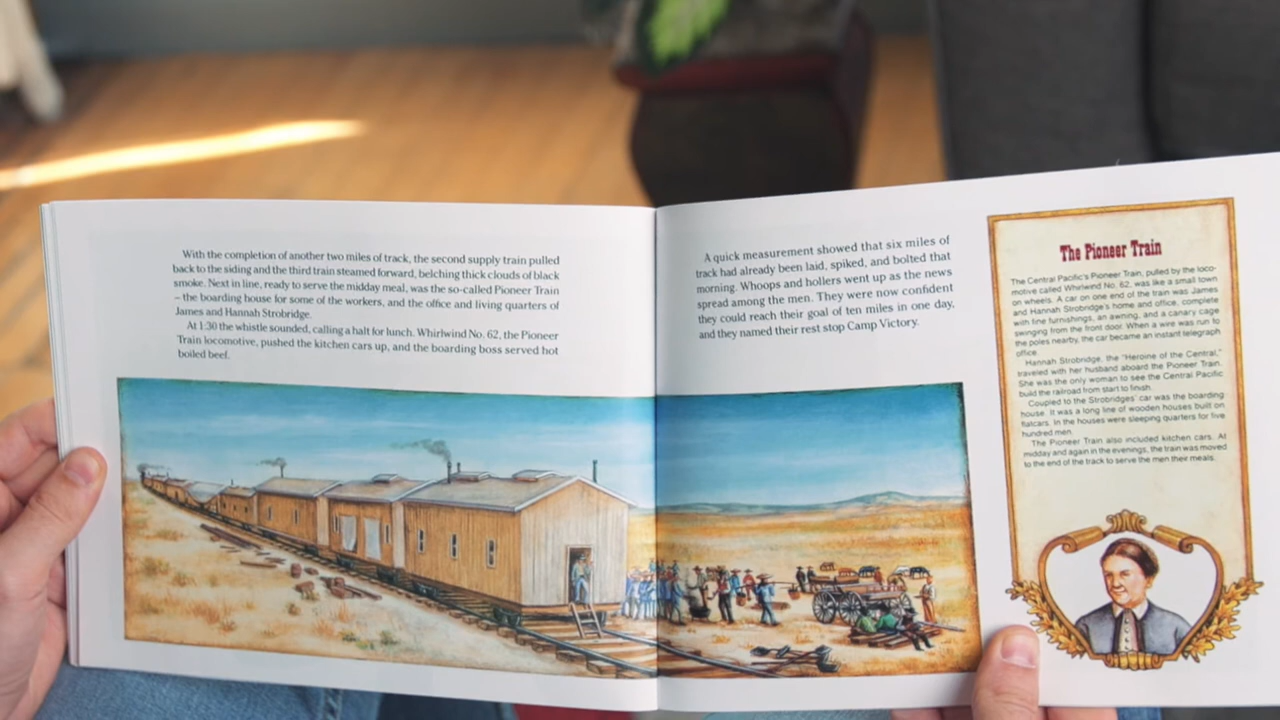 With the completion of another two miles of track, the second supply train pulled
back to the siding and the third train steamed forward, belching thick clouds of black
smoke. Next in line, ready to serve the midday meal, was the so-called Pioneer Train
– the boarding house for some of the workers, and the office and living quarters of
James and Hannah Strobridge.
At 1:30 the whistle sounded, calling a halt for lunch. Whirlwind No. 62, the Pioneer
Train locomotive, pushed the kitchen cars up, and the boarding boss served hot
boiled beef.
A quick measurement showed that six miles of
track had already been laid, spiked, and bolted that
morning. Whoops and hollers went up as the news
spread among the men. They were now confident
they could reach their goal of ten miles in one day,
and they named their rest stop Camp Victory.
The Pioneer Train
The Central Pacific's Pioneer Train, pulled by the loco-
motive called Whirlwind No. 62, was like a small town
on wheels. A car on one end of the train was James
and Hannah Strobridge's home and office, complete
with fine furnishings, an awning, and a canary cage
swinging from the front door. When a wire was run to
the poles nearby, the car became an instant telegraph
office.
Hannah Strobridge, the "Heroine of the Central,"
traveled with her husband aboard the Pioneer Train.
She was the only woman to see the Central Pacific
build the railroad from start to finish.
Coupled to the Strobridges' car was the boarding
house. It was a long line of wooden houses built on
flatcars. In the houses were sleeping quarters for five
hundred men.
The Pioneer Train also included kitchen cars. At
midday and again in the evenings, the train was moved
to the end of the track to serve the men their meals.